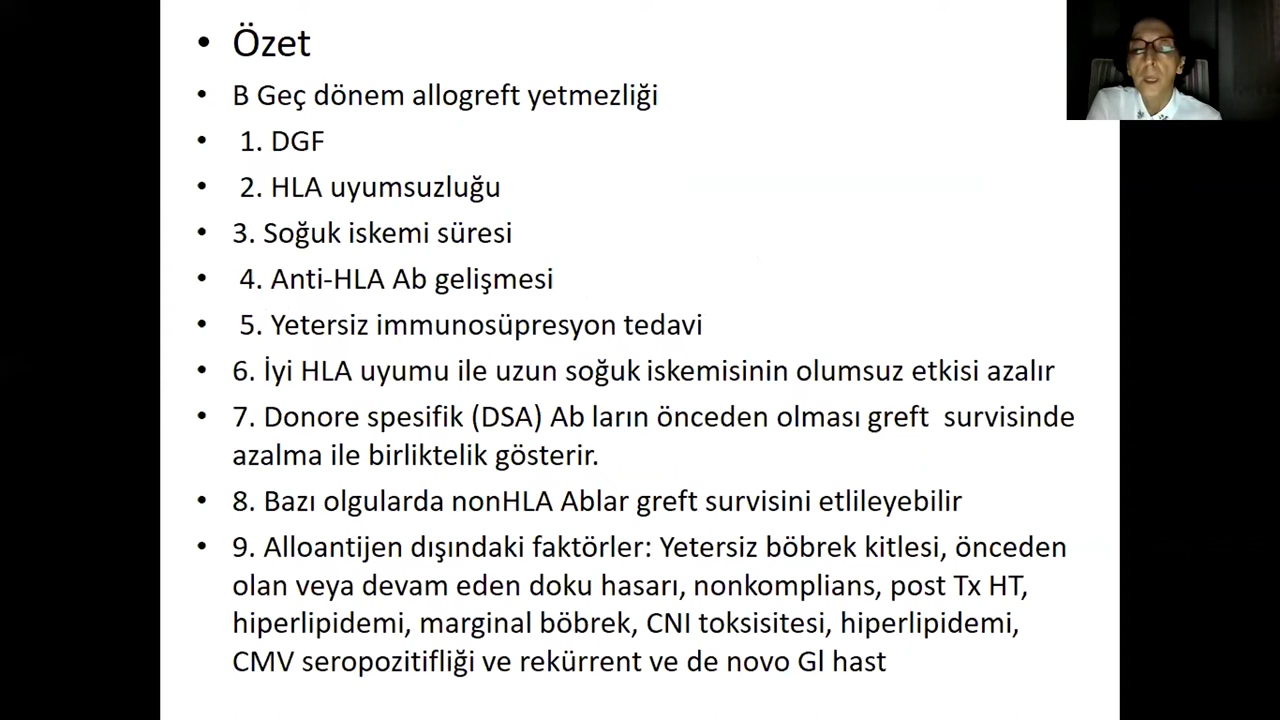 • Özet
• B Geç dönem allogreft yetmezliği
• 1. DGF
• 2. HLA uyumsuzluğu
• 3. Soğuk iskemi süresi
• 4. Anti-HLA Ab gelişmesi
• 5. Yetersiz immunosüpresyon tedavi
• 6. İyi HLA uyumu ile uzun soğuk iskemisinin olumsuz etkisi azalır
• 7. Donore spesifik (DSA) Ab ların önceden olması greft survisinde
azalma ile birliktelik gösterir.
• 8. Bazı olgularda nonHLA Ablar greft survisini etlileyebilir
• 9. Alloantijen dışındaki faktörler: Yetersiz böbrek kitlesi, önceden
olan veya devam eden doku hasarı, nonkomplians, post Tx HT,
hiperlipidemi, marginal böbrek, CNI toksisitesi, hiperlipidemi,
CMV seropozitifliği ve rekürrent ve de novo Gl hast